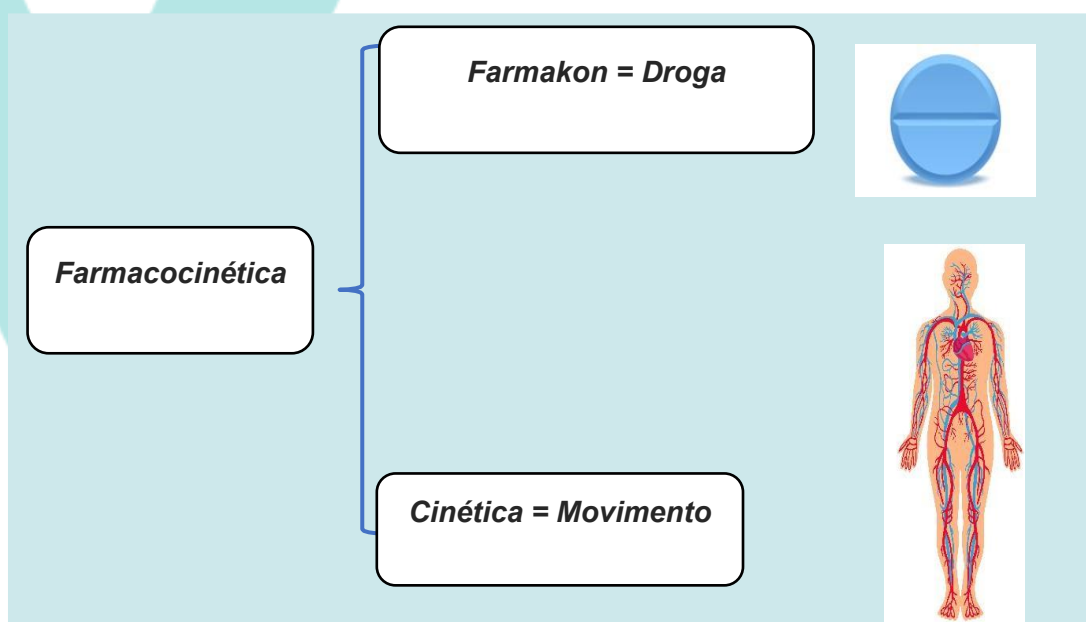 Farmakon = Droga
Farmacocinética
Cinética = Movimento